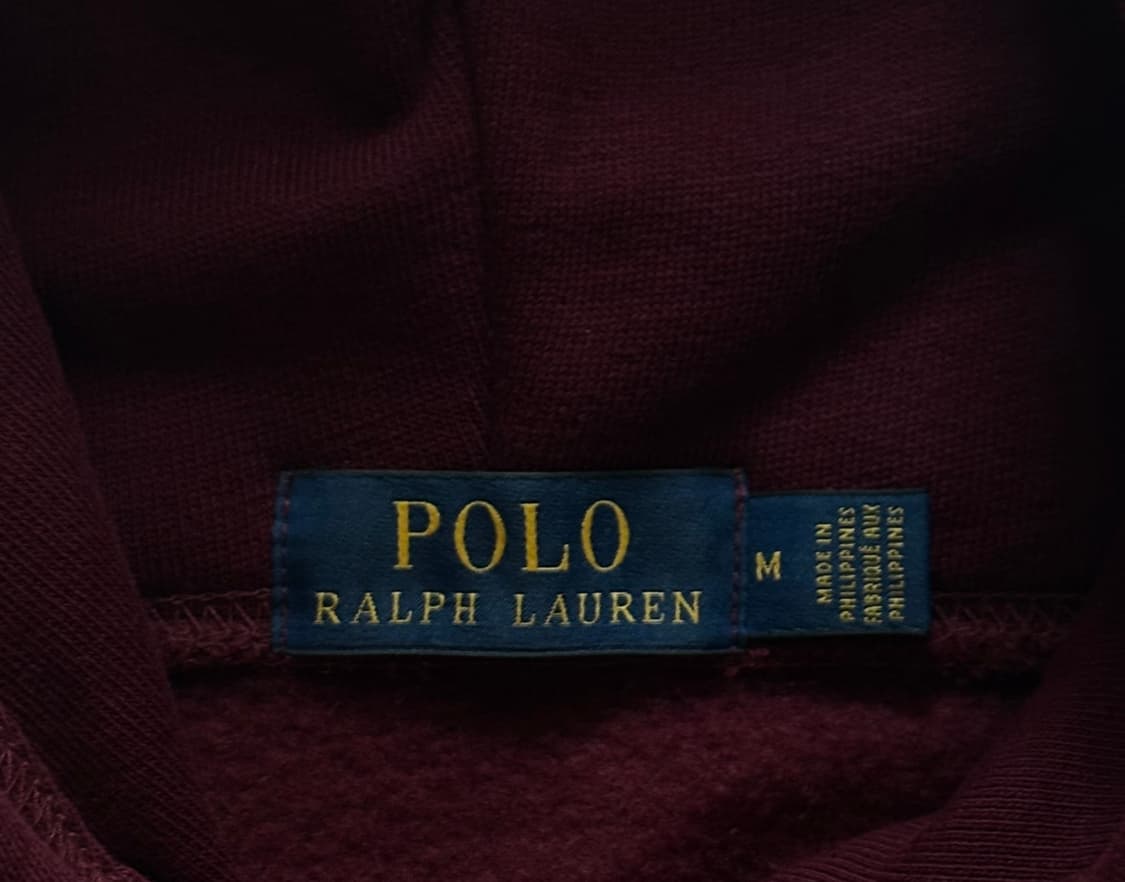 POLO
RALPH LAUREN
M
MADE IN
PHILIPPINES
FABRIQUÉ AUX
PHILIPPINES